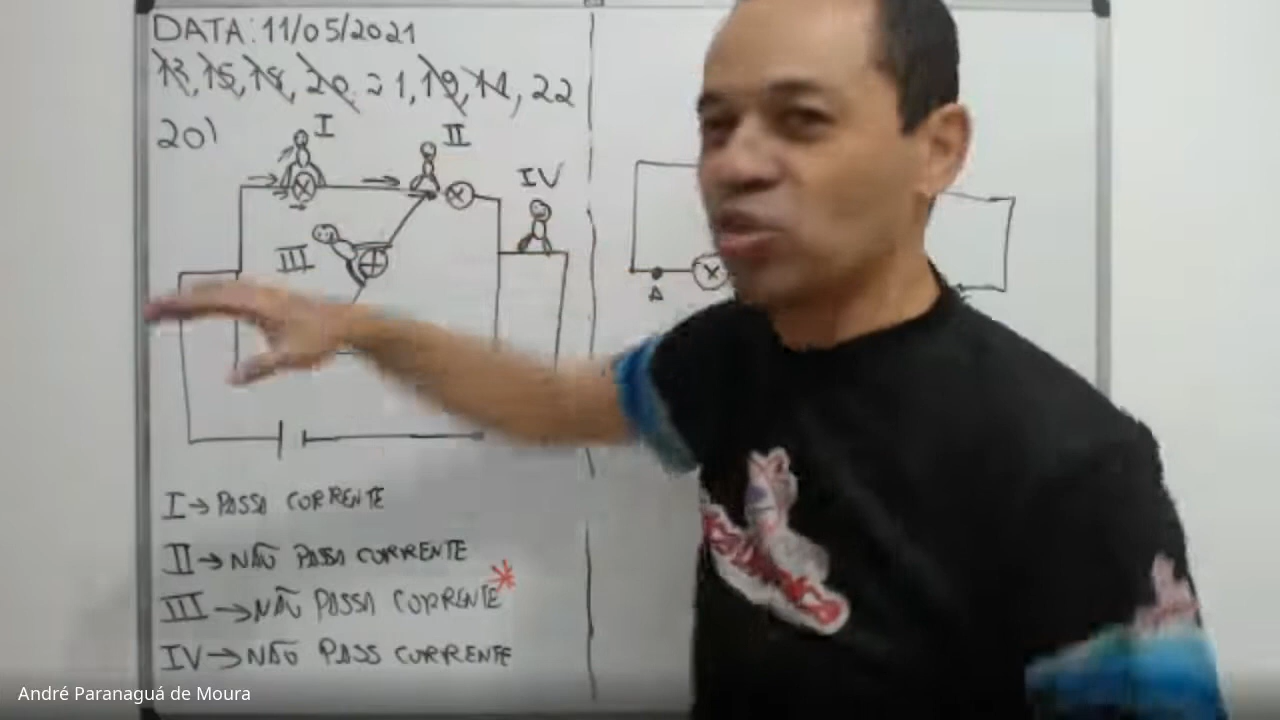 DATA: 11/05/2021
13, 15, 18, 20, 21, 19, 11, 22
20)
I
II
IV
III
A
I → PASSA CORRENTE
II → NÃO PASSA CORRENTE
III → NÃO PASSA CORRENTE*
IV → NÃO PASS CORRENTE
André Paranaguá de Moura